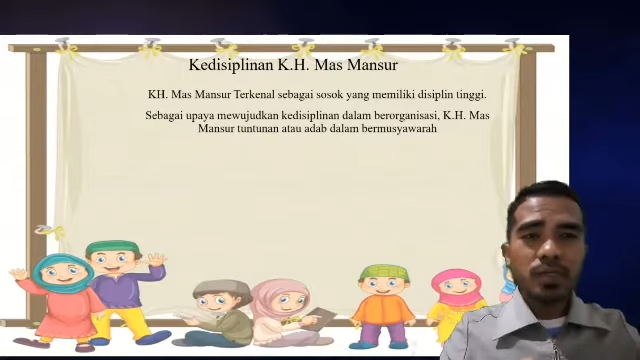 Kedisiplinan K.H. Mas Mansur
KH. Mas Mansur Terkenal sebagai sosok yang memiliki disiplin tinggi.
Sebagai upaya mewujudkan kedisiplinan dalam berorganisasi, K.H. Mas
Mansur tuntunan atau adab dalam bermusyawarah